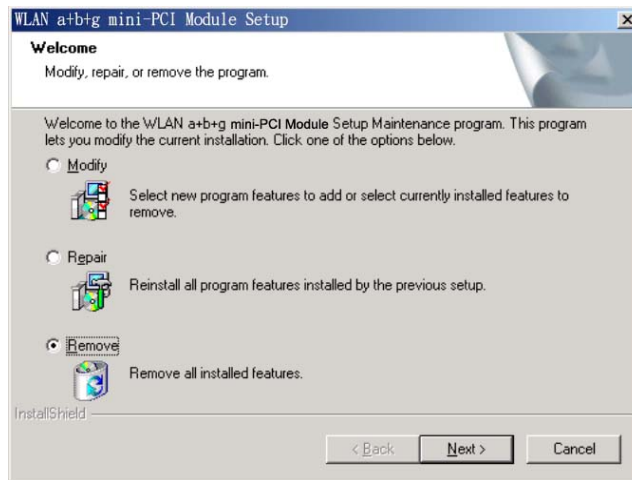 WLAN a+b+g mini-PCI Module Setup
Welcome
Modify, repair, or remove the program.
Welcome to the WLAN a+b+g mini-PCI Module Setup Maintenance program. This program
lets you modify the current installation. Click one of the options below.
Modify
Select new program features to add or select currently installed features to
remove.
Repair
Reinstall all program features installed by the previous setup.
Remove
Remove all installed features.
InstallShield
< Back
Next >
Cancel